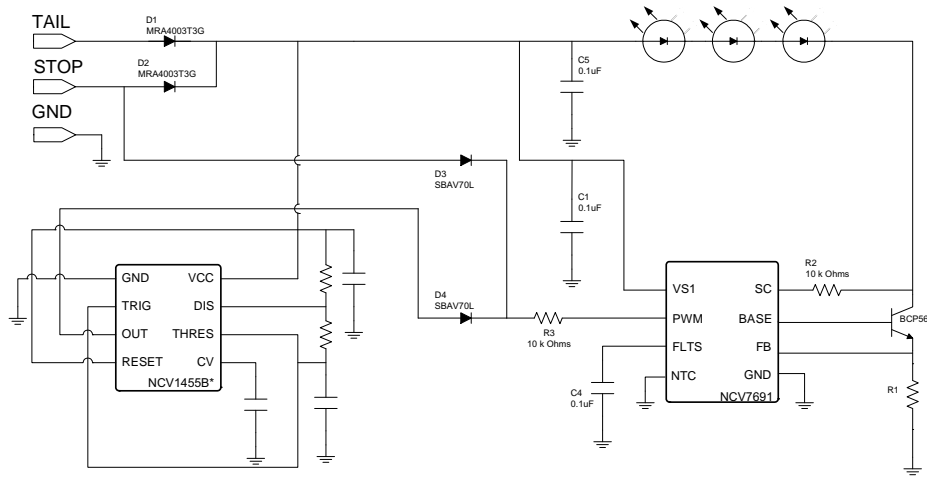 TAIL
D1
MRA4003T3G
STOP
D2
MRA4003T3G
GND
C5
0.1uF
D3
SBAV70L
C1
0.1uF
GND
VCC
TRIG
DIS
OUT
THRES
RESET
CV
NCV1455B*
D4
SBAV70L
R3
10 k Ohms
C4
0.1uF
VS1
SC
PWM
BASE
FLTS
FB
NTC
GND
NCV7691
R2
10 k Ohms
BCP56
R1